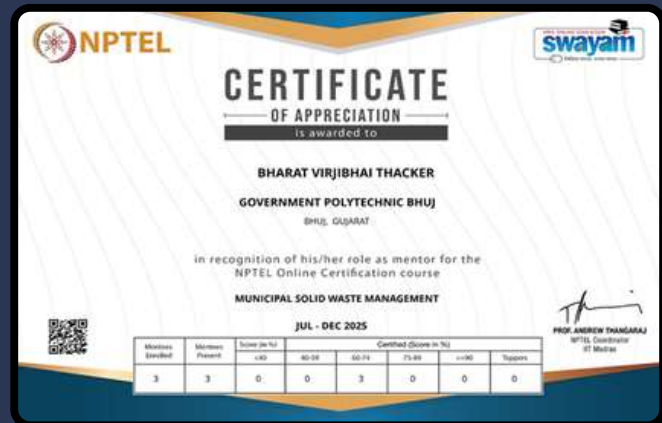 NPTEL
swayam
CERTIFICATE
OF APPRECIATION
is awarded to
BHARAT VIRJIBHAI THACKER
GOVERNMENT POLYTECHNIC BHUJ
BHUJ, GUJARAT
in recognition of his/her role as mentor for the
NPTEL Online Certification course
MUNICIPAL SOLID WASTE MANAGEMENT
JUL - DEC 2025
PROF. ANDREW THANGARAJ
NPTEL Coordinator
IIT Madras
Mentees Enrolled Mentees Present Score (in %) Certified (Score in %)
<40 40-59 60-74 75-89 >=90 Toppers
3 3 0 0 3 0 0 0